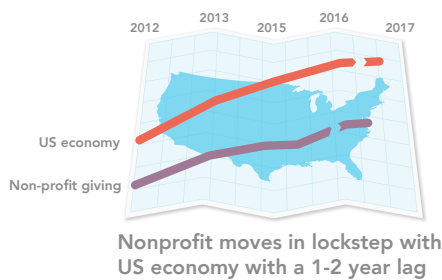 2012 2013 2015 2016 2017
US economy
Non-profit giving
Nonprofit moves in lockstep with
US economy with a 1-2 year lag